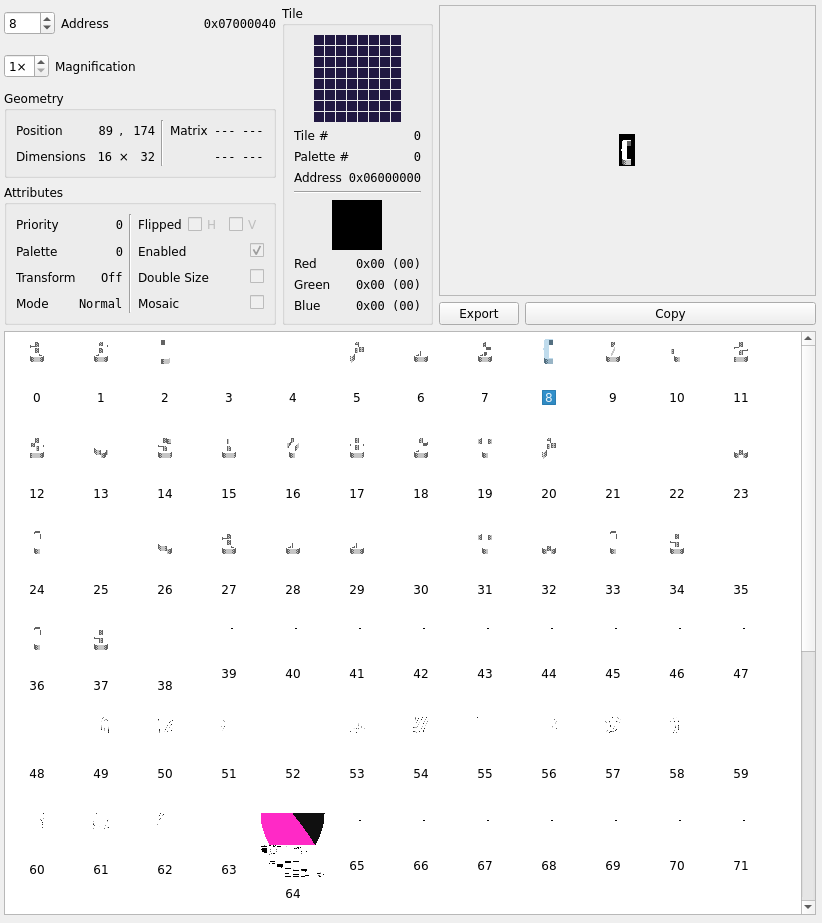 8 Address 0x07000040
1× Magnification
Geometry
Position 89 , 174 Matrix --- ---
Dimensions 16 × 32 --- ---
Attributes
Priority 0 Flipped H V
Palette 0 Enabled
Transform Off Double Size
Mode Normal Mosaic
Tile
Tile # 0
Palette # 0
Address 0x06000000
Red 0x00 (00)
Green 0x00 (00)
Blue 0x00 (00)
Export Copy
0 1 2 3 4 5 6 7 8 9 10 11
12 13 14 15 16 17 18 19 20 21 22 23
24 25 26 27 28 29 30 31 32 33 34 35
36 37 38 39 40 41 42 43 44 45 46 47
48 49 50 51 52 53 54 55 56 57 58 59
60 61 62 63 64 65 66 67 68 69 70 71